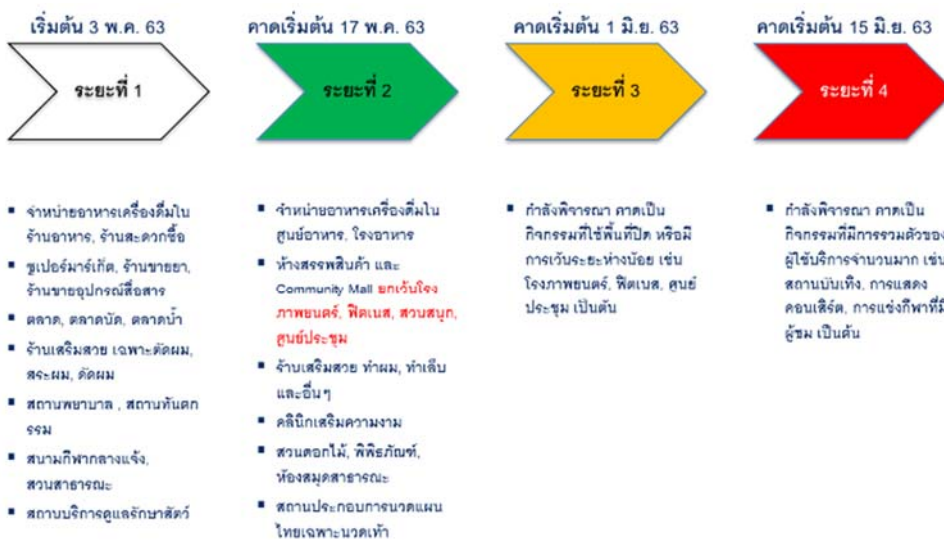 เริ่มต้น 3 พ.ค. 63
ระยะที่ 1
▪ จำหน่ายอาหารเครื่องดื่มใน
ร้านอาหาร, ร้านสะดวกซื้อ
▪ ซูเปอร์มาร์เก็ต, ร้านขายยา,
ร้านขายอุปกรณ์สื่อสาร
▪ ตลาด, ตลาดนัด, ตลาดน้ำ
▪ ร้านเสริมสวย เฉพาะตัดผม,
สระผม, ดัดผม
▪ สถานพยาบาล , สถานทันตก
รรม
▪ สนามกีฬากลางแจ้ง,
สวนสาธารณะ
▪ สถานบริการดูแลรักษาสัตว์
คาดเริ่มต้น 17 พ.ค. 63
ระยะที่ 2
▪ จำหน่ายอาหารเครื่องดื่มใน
ศูนย์อาหาร, โรงอาหาร
▪ ห้างสรรพสินค้า และ
Community Mall ยกเว้นโรง
ภาพยนตร์, ฟิตเนส, สวนสนุก,
ศูนย์ประชุม
▪ ร้านเสริมสวย ทำผม, ทำเล็บ
และอื่นๆ
▪ คลินิกเสริมความงาม
▪ สวนดอกไม้, พิพิธภัณฑ์,
ห้องสมุดสาธารณะ
▪ สถานประกอบการนวดแผน
ไทยเฉพาะนวดเท้า
คาดเริ่มต้น 1 มิ.ย. 63
ระยะที่ 3
▪ กำลังพิจารณา คาดเป็น
กิจกรรมที่ใช้พื้นที่ปิด หรือมี
การเว้นระยะห่างน้อย เช่น
โรงภาพยนตร์, ฟิตเนส, ศูนย์
ประชุม เป็นต้น
คาดเริ่มต้น 15 มิ.ย. 63
ระยะที่ 4
▪ กำลังพิจารณา คาดเป็น
กิจกรรมที่มีการรวมตัวของ
ผู้ใช้บริการจำนวนมาก เช่น
สถานบันเทิง, การแสดง
คอนเสิร์ต, การแข่งกีฬาที่มี
ผู้ชม เป็นต้น